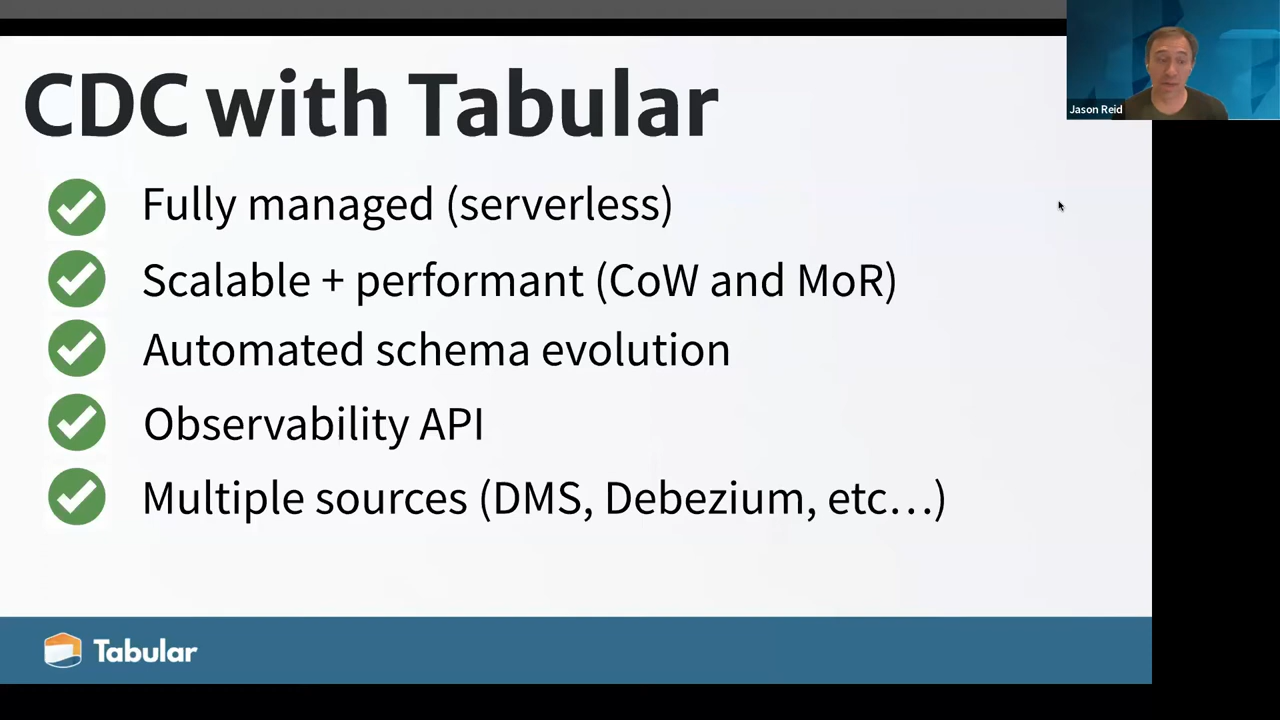 CDC with Tabular
Jason Reid
Fully managed (serverless)
Scalable + performant (CoW and MoR)
Automated schema evolution
Observability API
Multiple sources (DMS, Debezium, etc...)
Tabular